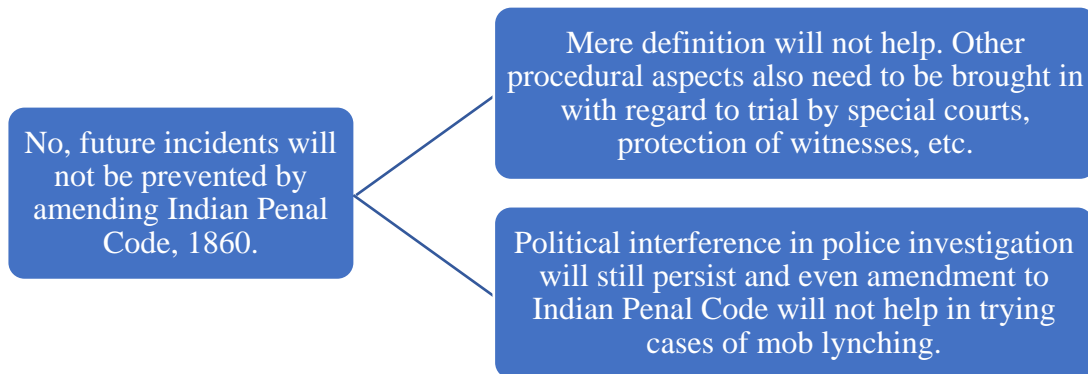 No, future incidents will
not be prevented by
amending Indian Penal
Code, 1860.
Mere definition will not help. Other
procedural aspects also need to be brought in
with regard to trial by special courts,
protection of witnesses, etc.
Political interference in police investigation
will still persist and even amendment to
Indian Penal Code will not help in trying
cases of mob lynching.